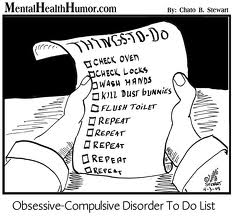 MentalHealthHumor.com By: Chato B. Stewart
THINGS-TO-DO
CHECK OVEN
CHECK LOCKS
WASH HANDS
KILL DUST BUNNIES
FLUSH TOILET
REPEAT
REPEAT
REPEAT
REPEAT
REPEAT
STEWART
Obsessive-Compulsive Disorder To Do List